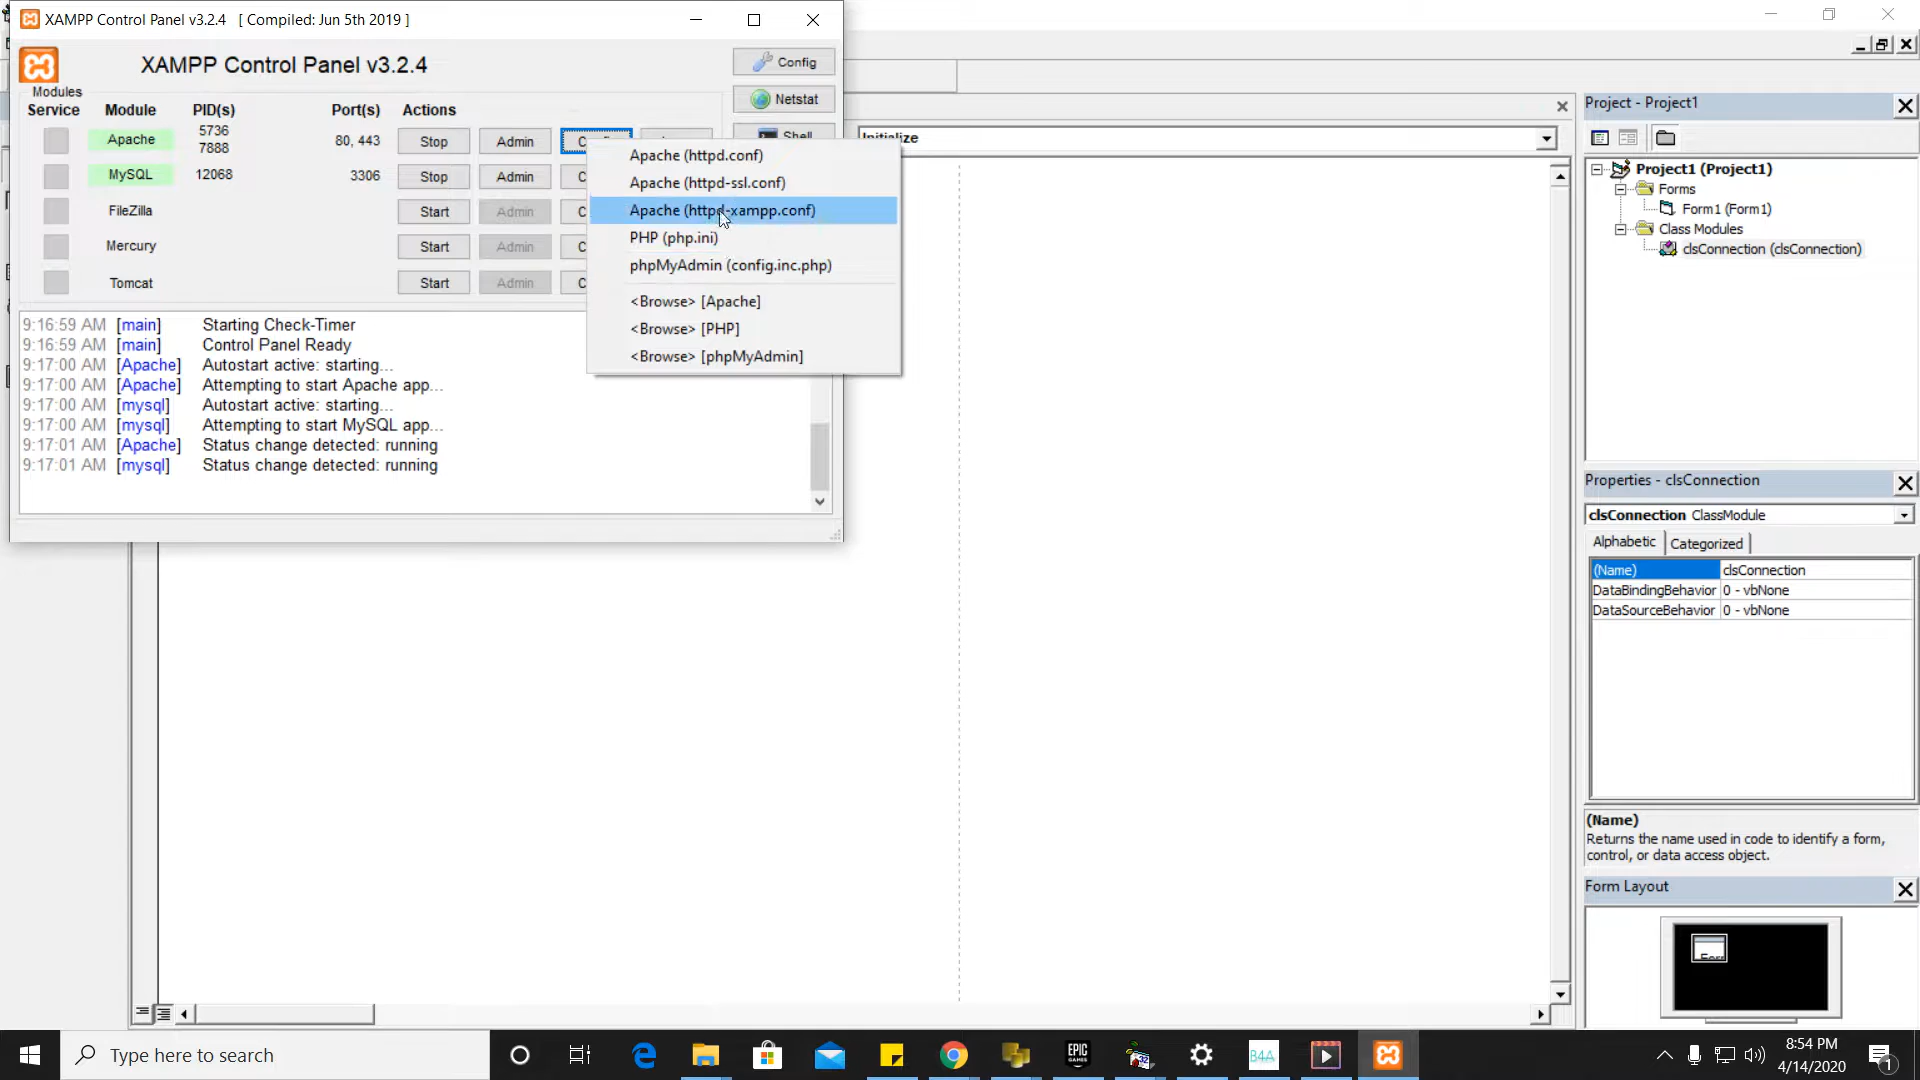 XAMPP Control Panel v3.2.4 [ Compiled: Jun 5th 2019 ]
XAMPP Control Panel v3.2.4
Config
Netstat
Shell
Modules
Service Module PID(s) Port(s) Actions
Apache 5736 7888 80, 443 Stop Admin
MySQL 12068 3306 Stop Admin
FileZilla Start Admin
Mercury Start Admin
Tomcat Start Admin
Apache (httpd.conf)
Apache (httpd-ssl.conf)
Apache (httpd-xampp.conf)
PHP (php.ini)
phpMyAdmin (config.inc.php)
<Browse> [Apache]
<Browse> [PHP]
<Browse> [phpMyAdmin]
9:16:59 AM [main] Starting Check-Timer
9:16:59 AM [main] Control Panel Ready
9:17:00 AM [Apache] Autostart active: starting...
9:17:00 AM [Apache] Attempting to start Apache app...
9:17:00 AM [mysql] Autostart active: starting...
9:17:00 AM [mysql] Attempting to start MySQL app...
9:17:01 AM [Apache] Status change detected: running
9:17:01 AM [mysql] Status change detected: running
Initialize
Project - Project1
Project1 (Project1)
Forms
Form1 (Form1)
Class Modules
clsConnection (clsConnection)
Properties - clsConnection
clsConnection ClassModule
Alphabetic Categorized
(Name) clsConnection
DataBindingBehavior 0 - vbNone
DataSourceBehavior 0 - vbNone
(Name)
Returns the name used in code to identify a form,
control, or data access object.
Form Layout
Type here to search
EPIC
GAMES
32
B4A
8:54 PM
4/14/2020
1